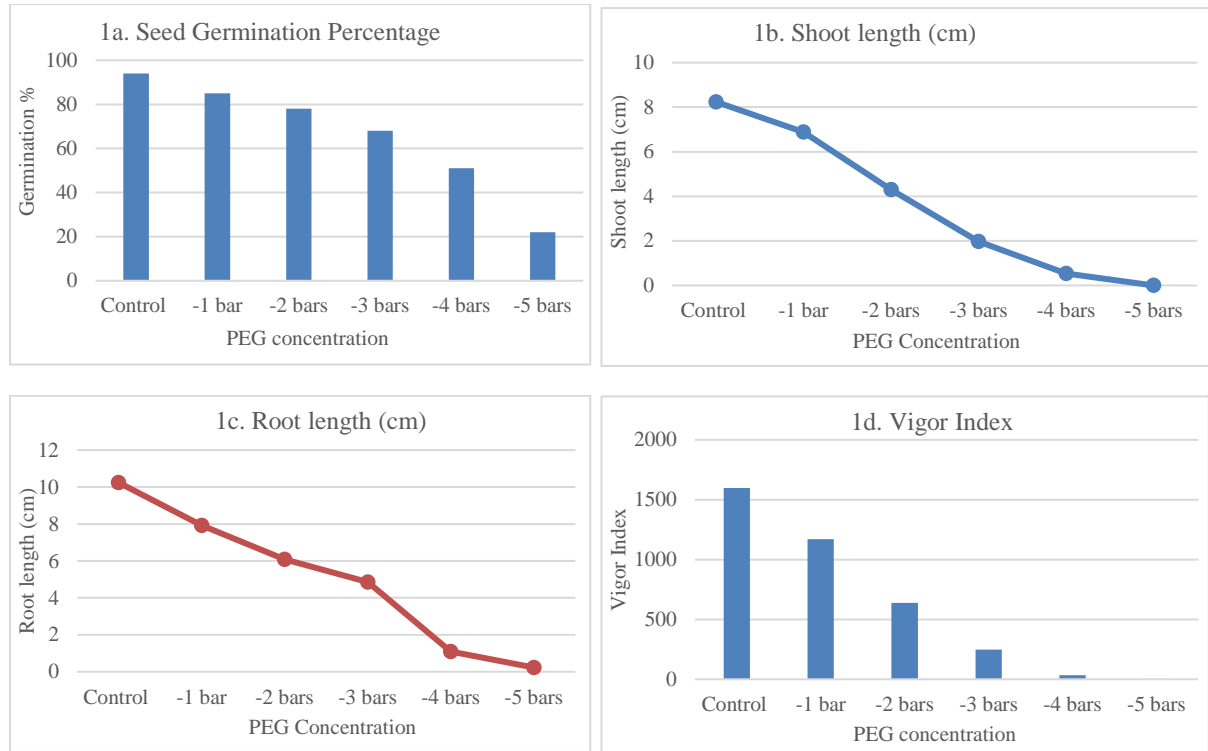 1a. Seed Germination Percentage
Germination %
100
80
60
40
20
0
Control -1 bar -2 bars -3 bars -4 bars -5 bars
PEG concentration
1b. Shoot length (cm)
Shoot length (cm)
10
8
6
4
2
0
Control -1 bar -2 bars -3 bars -4 bars -5 bars
PEG Concentration
1c. Root length (cm)
Root length (cm)
12
10
8
6
4
2
0
Control -1 bar -2 bars -3 bars -4 bars -5 bars
PEG Concentration
1d. Vigor Index
Vigor Index
2000
1500
1000
500
0
Control -1 bar -2 bars -3 bars -4 bars -5 bars
PEG concentration